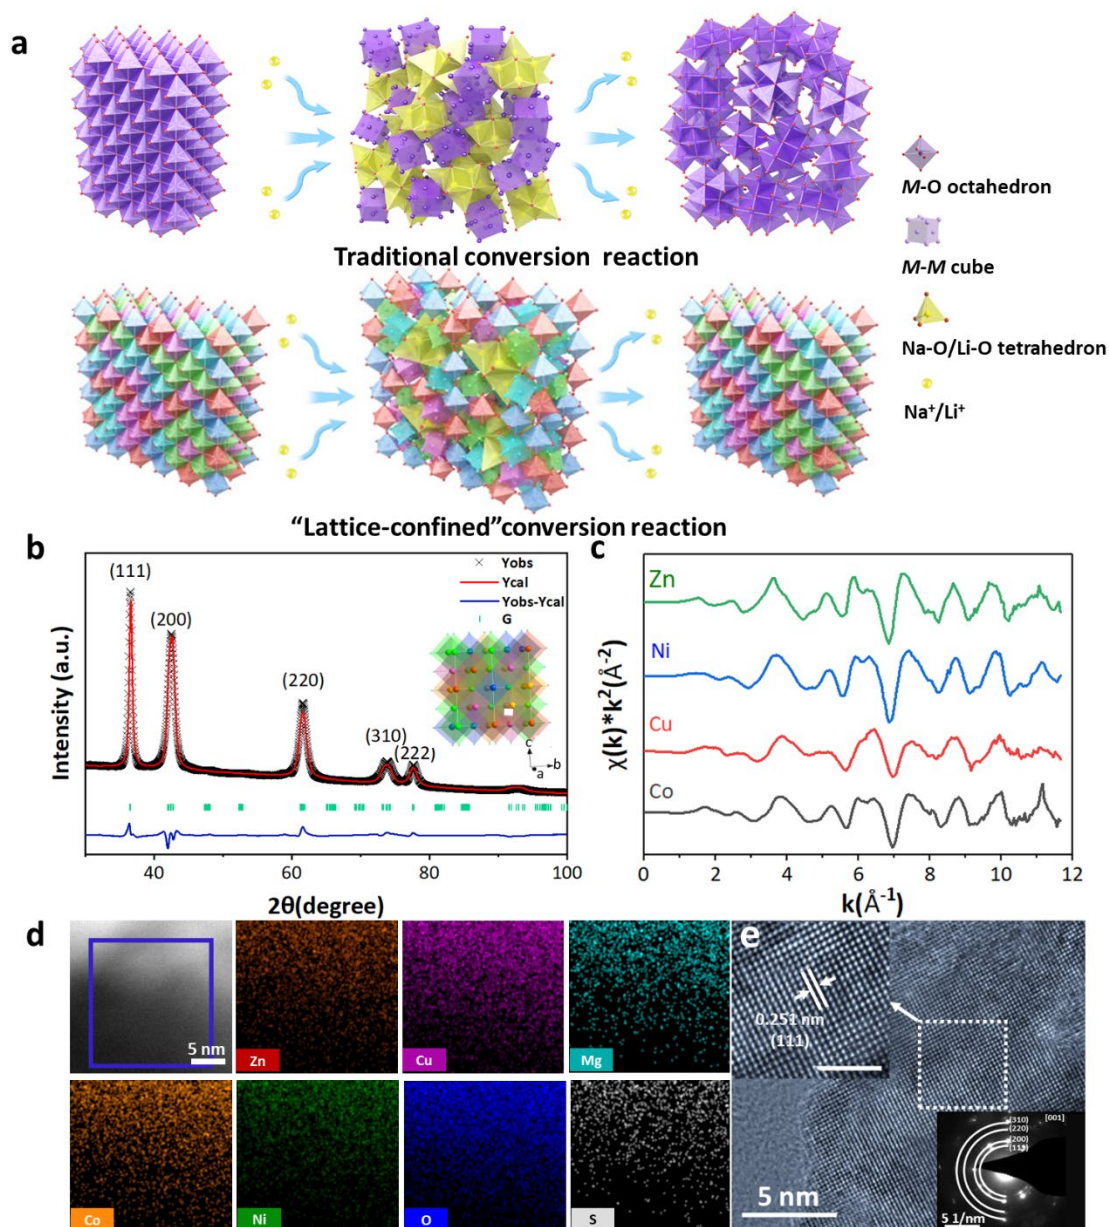 a
M-O octahedron
M-M cube
Na-O/Li-O tetrahedron
Na⁺/Li⁺
Traditional conversion reaction
“Lattice-confined”conversion reaction
b
Intensity (a.u.)
(111)
(200)
(220)
(310)
(222)
Yobs
Ycal
Yobs-Ycal
G
c
b
a
40
60
80
100
2θ(degree)
c
χ(k)*k²(Å⁻²)
Zn
Ni
Cu
Co
0
2
4
6
8
10
12
k(Å⁻¹)
d
5 nm
Zn
Cu
Mg
Co
Ni
O
S
e
0.251 nm
(111)
5 nm
(310)
(220)
(200)
[001]
5 1/nm